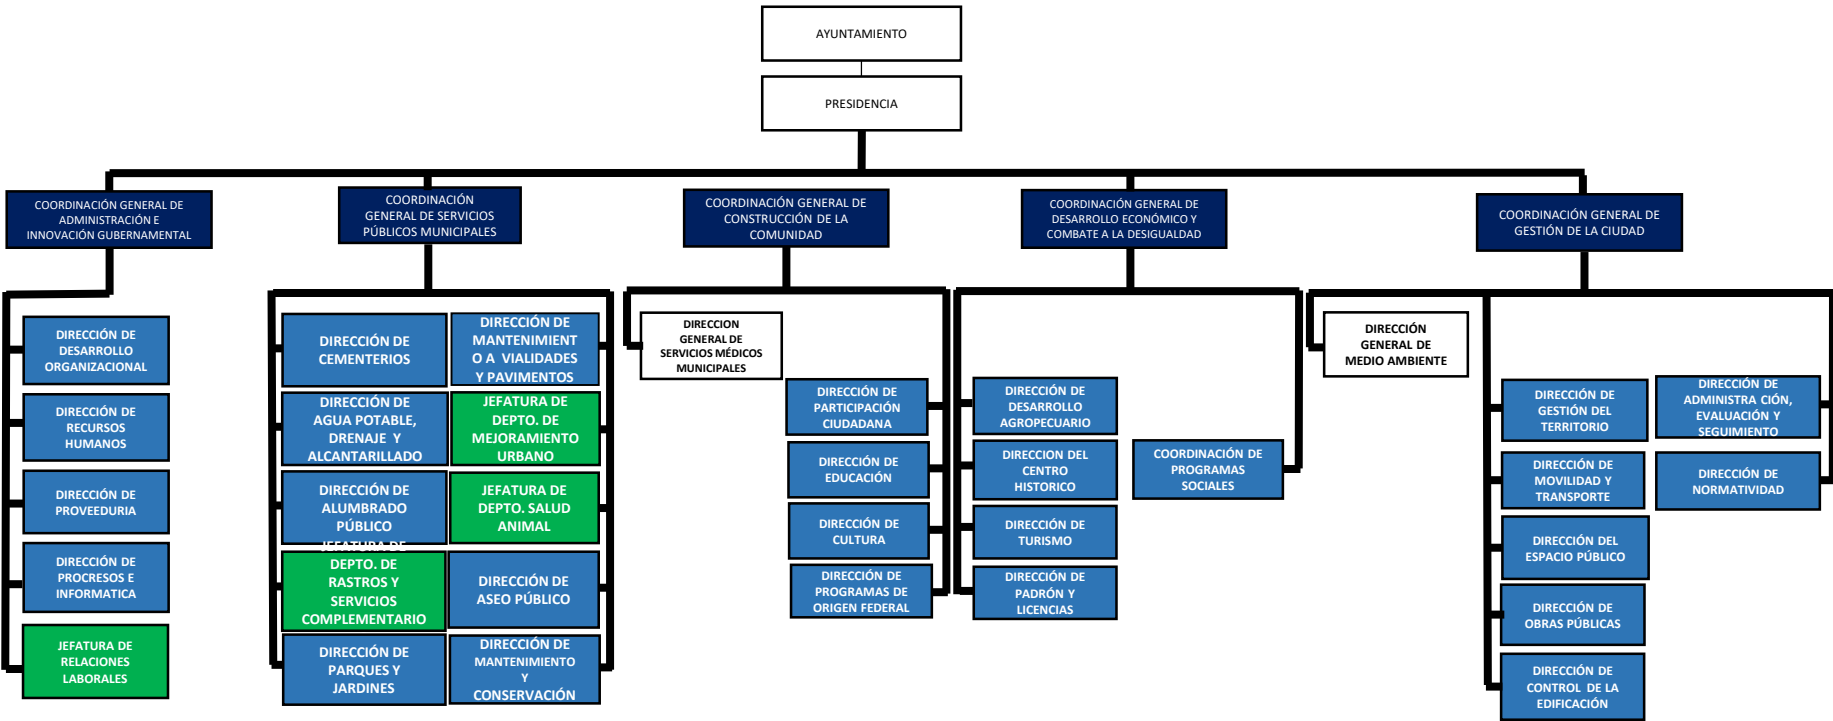 AYUNTAMIENTO
PRESIDENCIA
COORDINACIÓN GENERAL DE
ADMINISTRACIÓN E
INNOVACIÓN GUBERNAMENTAL
COORDINACIÓN
GENERAL DE SERVICIOS
PÚBLICOS MUNICIPALES
COORDINACIÓN GENERAL DE
CONSTRUCCIÓN DE LA
COMUNIDAD
COORDINACIÓN GENERAL DE
DESARROLLO ECONÓMICO Y
COMBATE A LA DESIGUALDAD
COORDINACIÓN GENERAL DE
GESTIÓN DE LA CIUDAD
DIRECCIÓN DE
DESARROLLO
ORGANIZACIONAL
DIRECCIÓN DE
RECURSOS
HUMANOS
DIRECCIÓN DE
PROVEEDURIA
DIRECCIÓN DE
PROCRESOS E
INFORMATICA
JEFATURA DE
RELACIONES
LABORALES
DIRECCIÓN DE
CEMENTERIOS
DIRECCIÓN DE
AGUA POTABLE,
DRENAJE Y
ALCANTARILLADO
DIRECCIÓN DE
ALUMBRADO
PÚBLICO
JEFATURA DE
DEPTO. DE
RASTROS Y
SERVICIOS
COMPLEMENTARIO
DIRECCIÓN DE
PARQUES Y
JARDINES
DIRECCIÓN DE
MANTENIMIENT
O A VIALIDADES
Y PAVIMENTOS
JEFATURA DE
DEPTO. DE
MEJORAMIENTO
URBANO
JEFATURA DE
DEPTO. SALUD
ANIMAL
DIRECCIÓN DE
ASEO PÚBLICO
DIRECCIÓN DE
MANTENIMIENTO
Y
CONSERVACIÓN
DIRECCION
GENERAL DE
SERVICIOS MÉDICOS
MUNICIPALES
DIRECCIÓN DE
PARTICIPACIÓN
CIUDADANA
DIRECCIÓN DE
EDUCACIÓN
DIRECCIÓN DE
CULTURA
DIRECCIÓN DE
PROGRAMAS DE
ORIGEN FEDERAL
DIRECCIÓN DE
DESARROLLO
AGROPECUARIO
DIRECCION DEL
CENTRO
HISTORICO
DIRECCIÓN DE
TURISMO
DIRECCIÓN DE
PADRÓN Y
LICENCIAS
COORDINACIÓN DE
PROGRAMAS
SOCIALES
DIRECCIÓN
GENERAL DE
MEDIO AMBIENTE
DIRECCIÓN DE
GESTIÓN DEL
TERRITORIO
DIRECCIÓN DE
MOVILIDAD Y
TRANSPORTE
DIRECCIÓN DEL
ESPACIO PÚBLICO
DIRECCIÓN DE
OBRAS PÚBLICAS
DIRECCIÓN DE
CONTROL DE LA
EDIFICACIÓN
DIRECCIÓN DE
ADMINISTRA CIÓN,
EVALUACIÓN Y
SEGUIMIENTO
DIRECCIÓN DE
NORMATIVIDAD